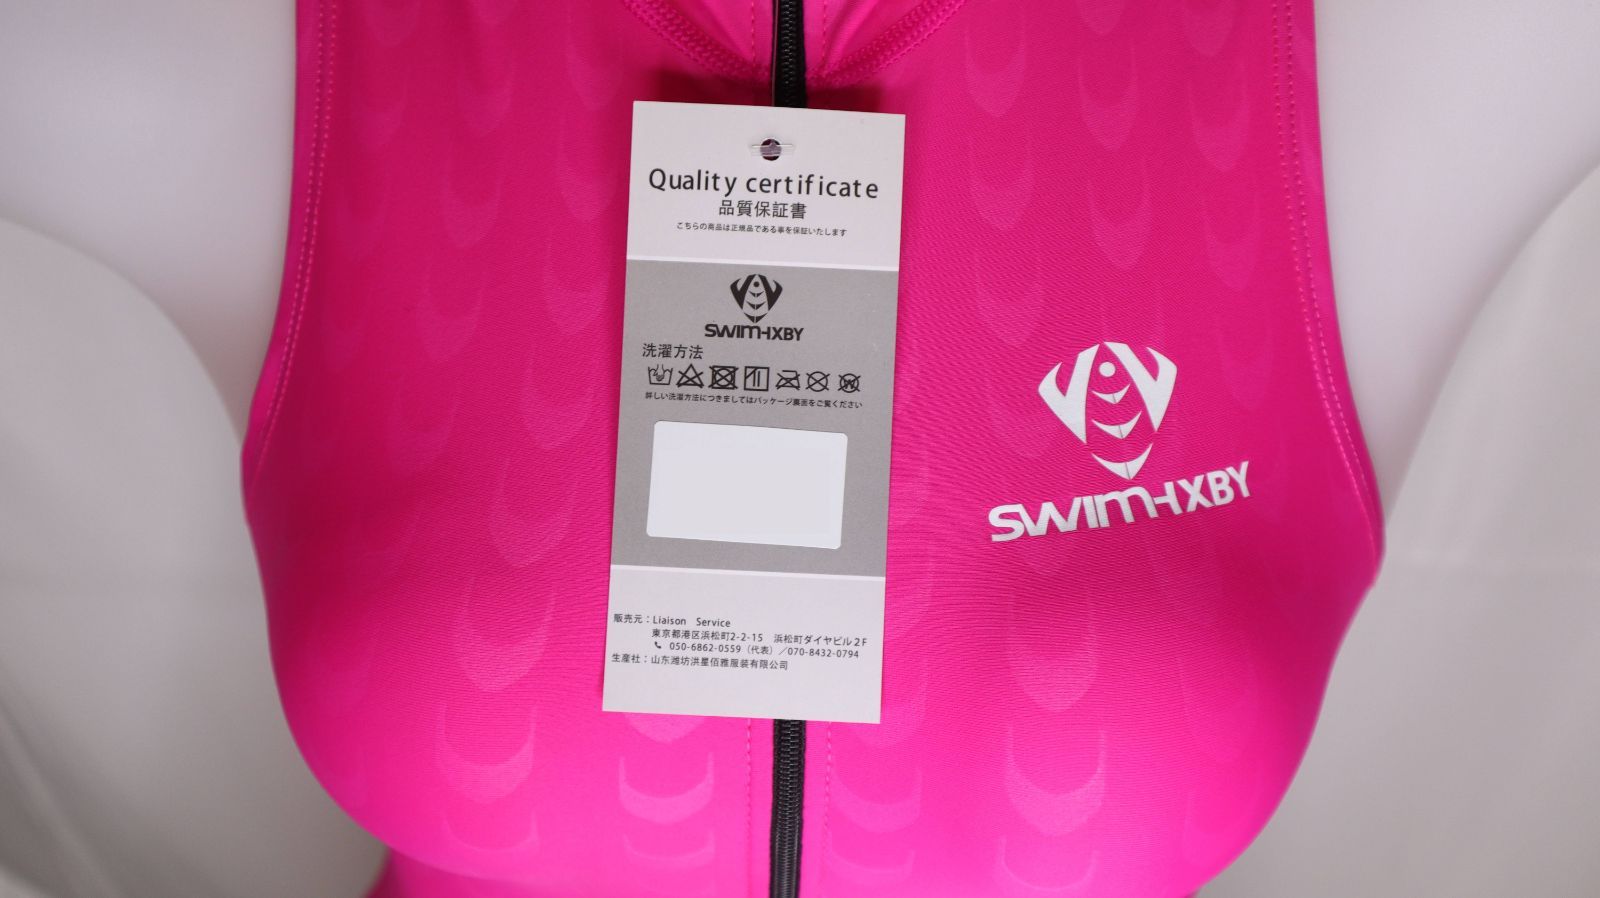 Quality certificate
品質保証書
こちらの商品は正規品である事を保証いたします
SWIMHXBY
洗濯方法
詳しい洗濯方法につきましてはパッケージ裏面をご覧ください
販売元：Liaison Service
東京都港区浜松町2-2-15 浜松町ダイヤビル2F
050-6862-0559（代表）／070-8432-0794
生産社：山东潍坊洪星佰雅服装有限公司
SWIMHXBY